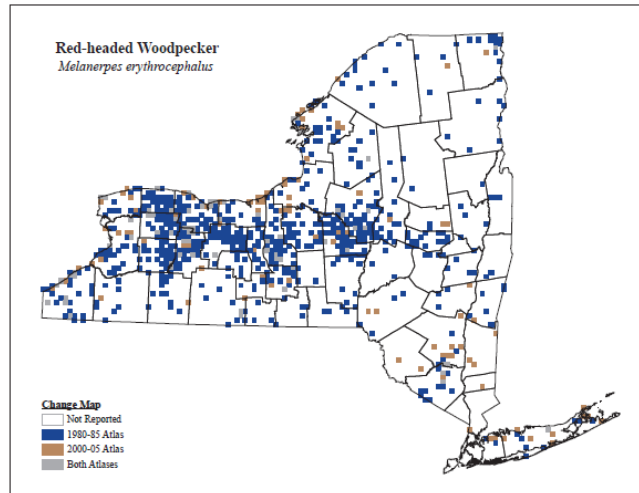 Red-headed Woodpecker
Melanerpes erythrocephalus
Change Map
Not Reported
1980-85 Atlas
2000-05 Atlas
Both Atlases